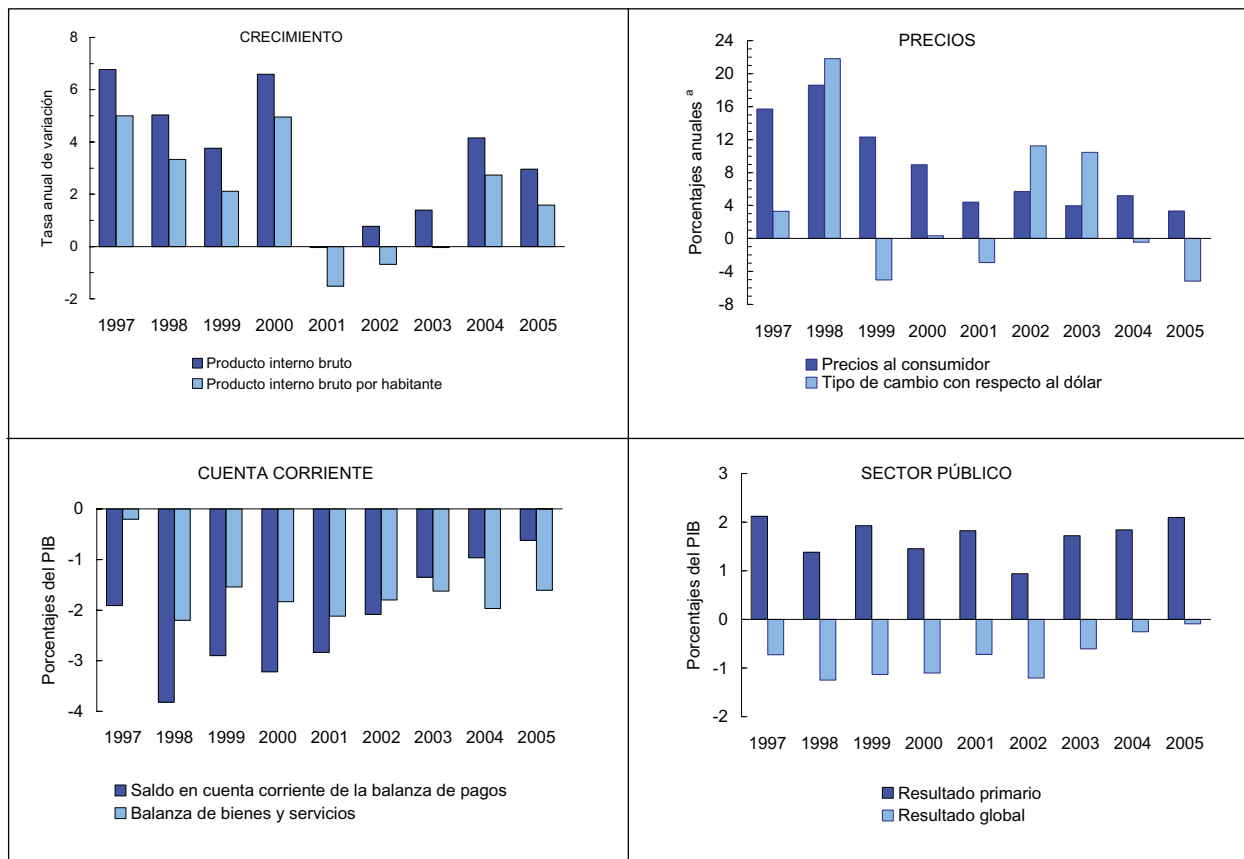 CRECIMIENTO
Tasa anual de variación
8
6
4
2
0
-2
1997 1998 1999 2000 2001 2002 2003 2004 2005
Producto interno bruto
Producto interno bruto por habitante
PRECIOS
Porcentajes anuales a
24
20
16
12
8
4
0
-4
-8
1997 1998 1999 2000 2001 2002 2003 2004 2005
Precios al consumidor
Tipo de cambio con respecto al dólar
CUENTA CORRIENTE
Porcentajes del PIB
0
-1
-2
-3
-4
1997 1998 1999 2000 2001 2002 2003 2004 2005
Saldo en cuenta corriente de la balanza de pagos
Balanza de bienes y servicios
SECTOR PÚBLICO
Porcentajes del PIB
3
2
1
0
-1
-2
1997 1998 1999 2000 2001 2002 2003 2004 2005
Resultado primario
Resultado global